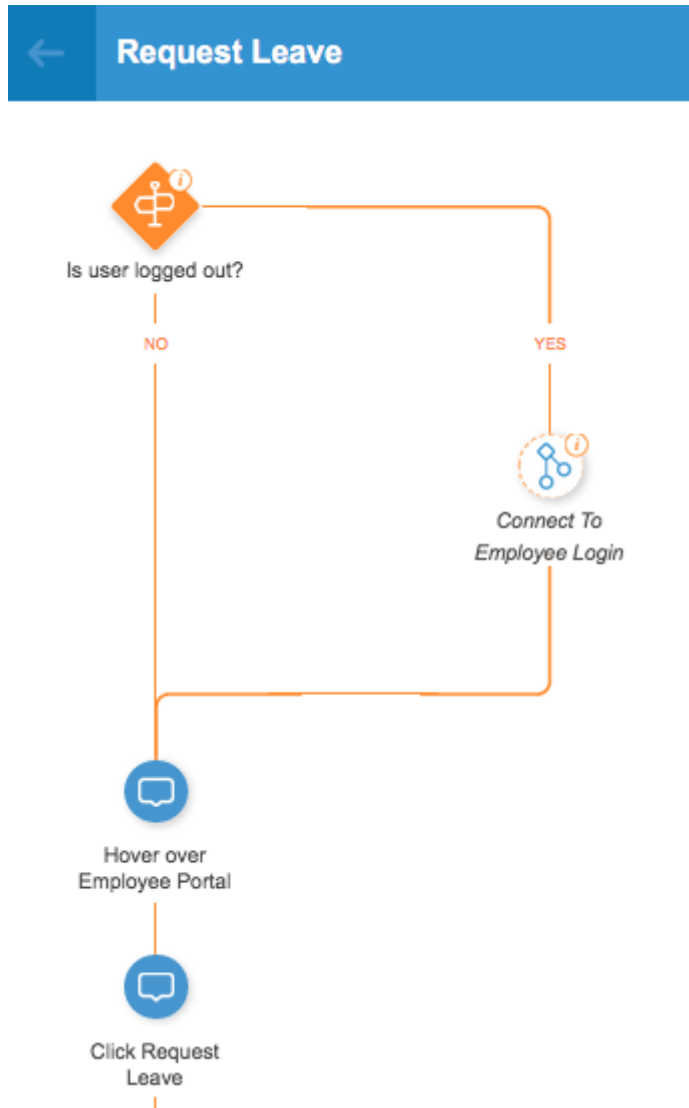 Request Leave
Is user logged out?
NO
YES
Connect To
Employee Login
Hover over
Employee Portal
Click Request
Leave